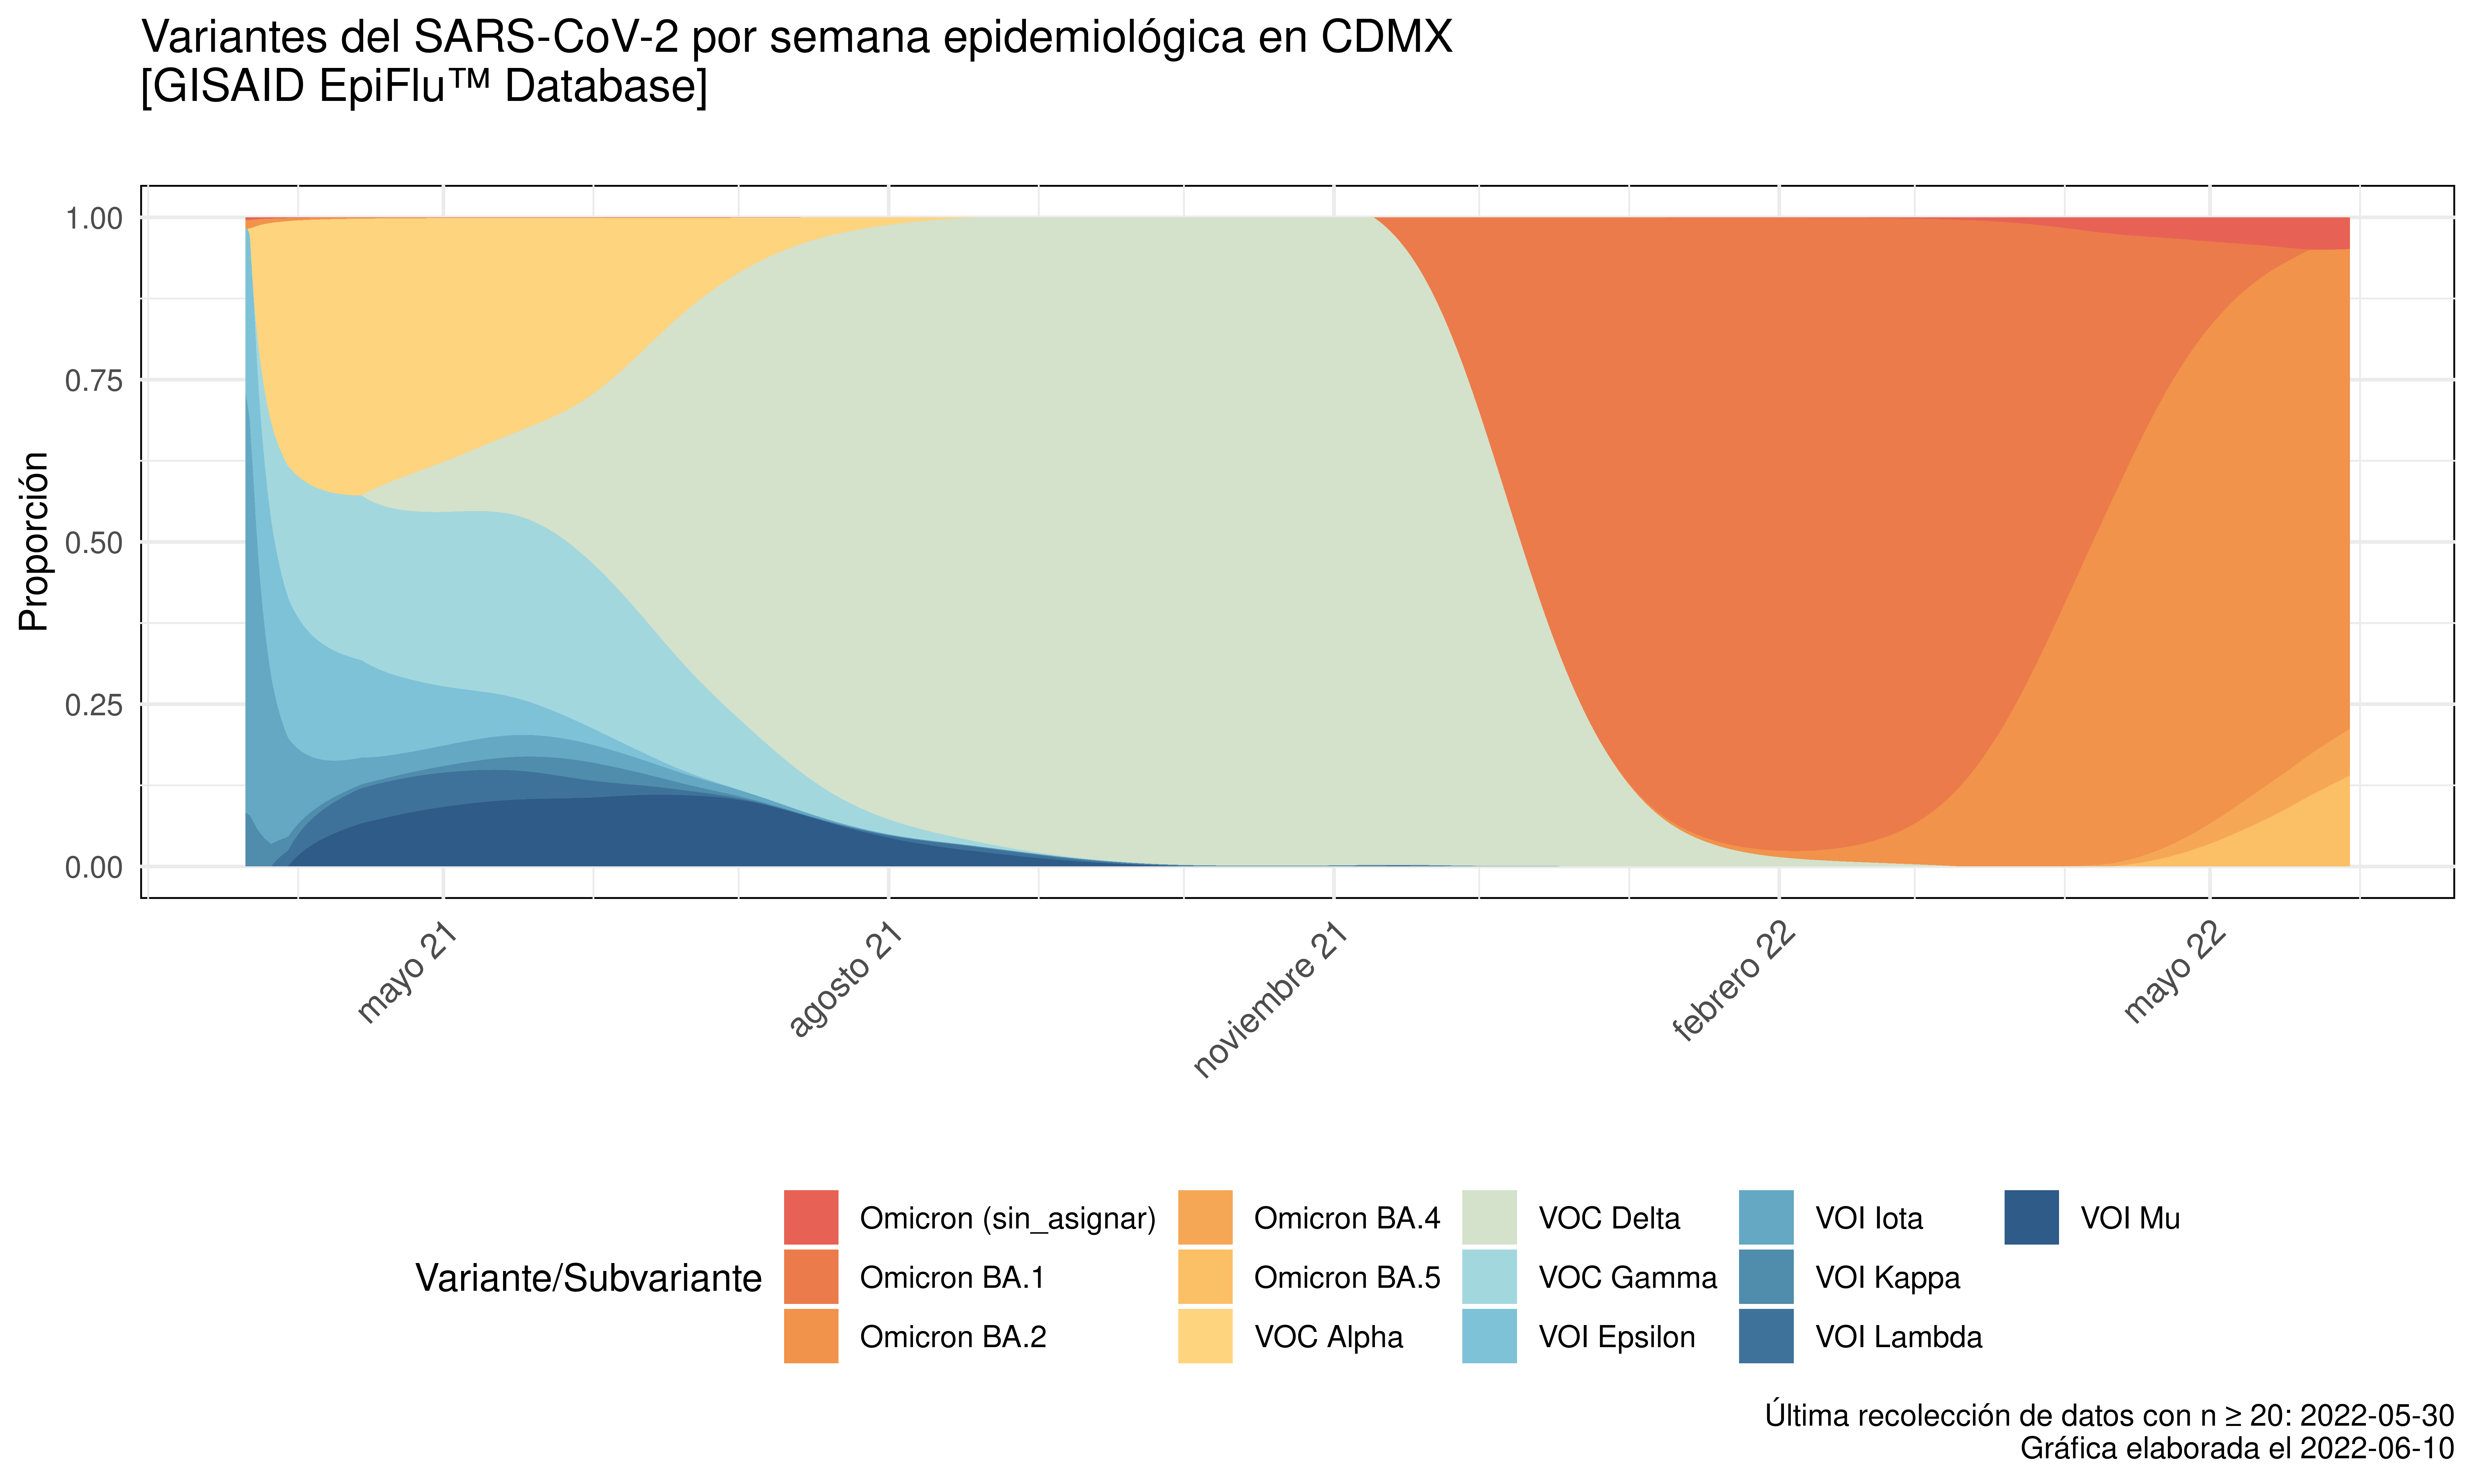 Variantes del SARS-CoV-2 por semana epidemiológica en CDMX
[GISAID EpiFlu™ Database]
Proporción
1.00
0.75
0.50
0.25
0.00
mayo 21
agosto 21
noviembre 21
febrero 22
mayo 22
Variante/Subvariante
Omicron (sin_asignar)
Omicron BA.1
Omicron BA.2
Omicron BA.4
Omicron BA.5
VOC Alpha
VOC Delta
VOC Gamma
VOI Epsilon
VOI Iota
VOI Kappa
VOI Lambda
VOI Mu
Última recolección de datos con n ≥ 20: 2022-05-30
Gráfica elaborada el 2022-06-10